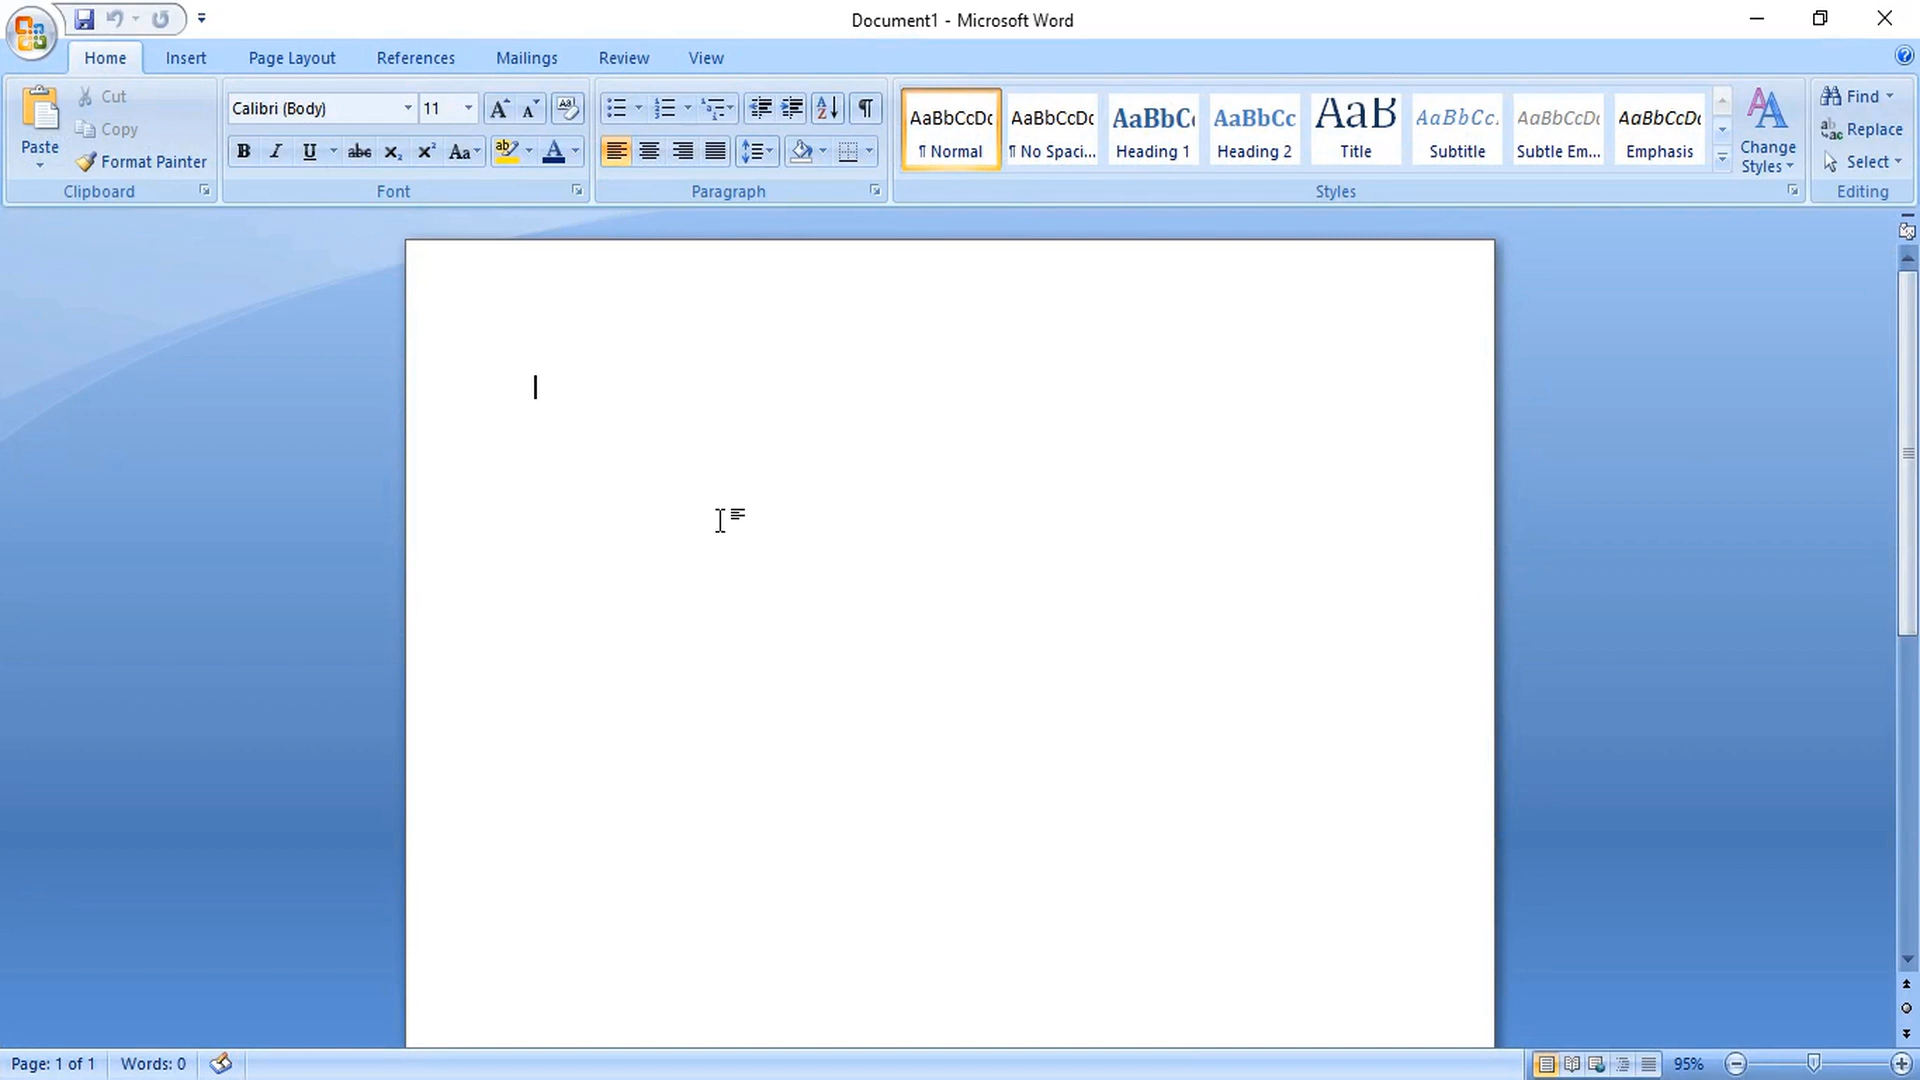 Document1 - Microsoft Word
Home Insert Page Layout References Mailings Review View
Paste
Cut
Copy
Format Painter
Clipboard
Calibri (Body) 11
B I U abc X₂ X² Aa ab A
Font
Paragraph
AaBbCcDc AaBbCcDc AaBbC AaBbCc AaB AaBbCc. AaBbCcDc AaBbCcDc
¶ Normal ¶ No Spaci... Heading 1 Heading 2 Title Subtitle Subtle Em... Emphasis
Change
Styles
Styles
Find
Replace
Select
Editing
Page: 1 of 1 Words: 0 95%